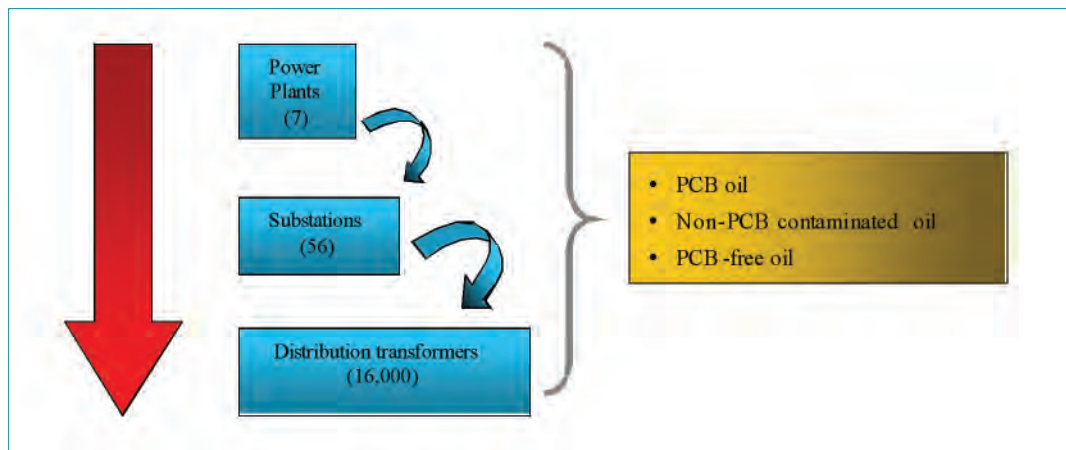 Power
Plants
(7)
Substations
(56)
Distribution transformers
(16,000)
• PCB oil
• Non-PCB contaminated oil
• PCB-free oil